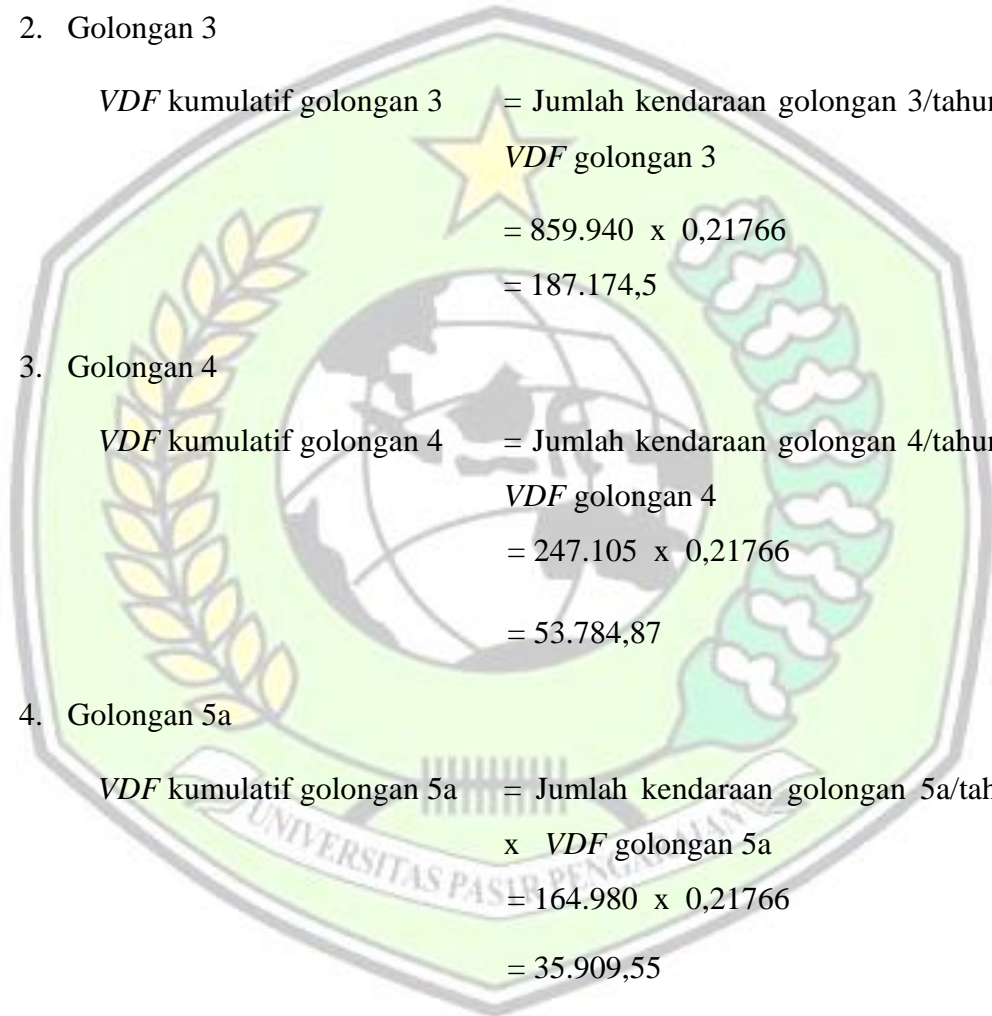 2. Golongan 3
VDF kumulatif golongan 3 = Jumlah kendaraan golongan 3/tahun
VDF golongan 3
= 859.940 x 0,21766
= 187.174,5
3. Golongan 4
VDF kumulatif golongan 4 = Jumlah kendaraan golongan 4/tahun
VDF golongan 4
= 247.105 x 0,21766
= 53.784,87
4. Golongan 5a
VDF kumulatif golongan 5a = Jumlah kendaraan golongan 5a/tah
x VDF golongan 5a
UNIVERSITAS PASIR PENGARAIAN
= 164.980 x 0,21766
= 35.909,55